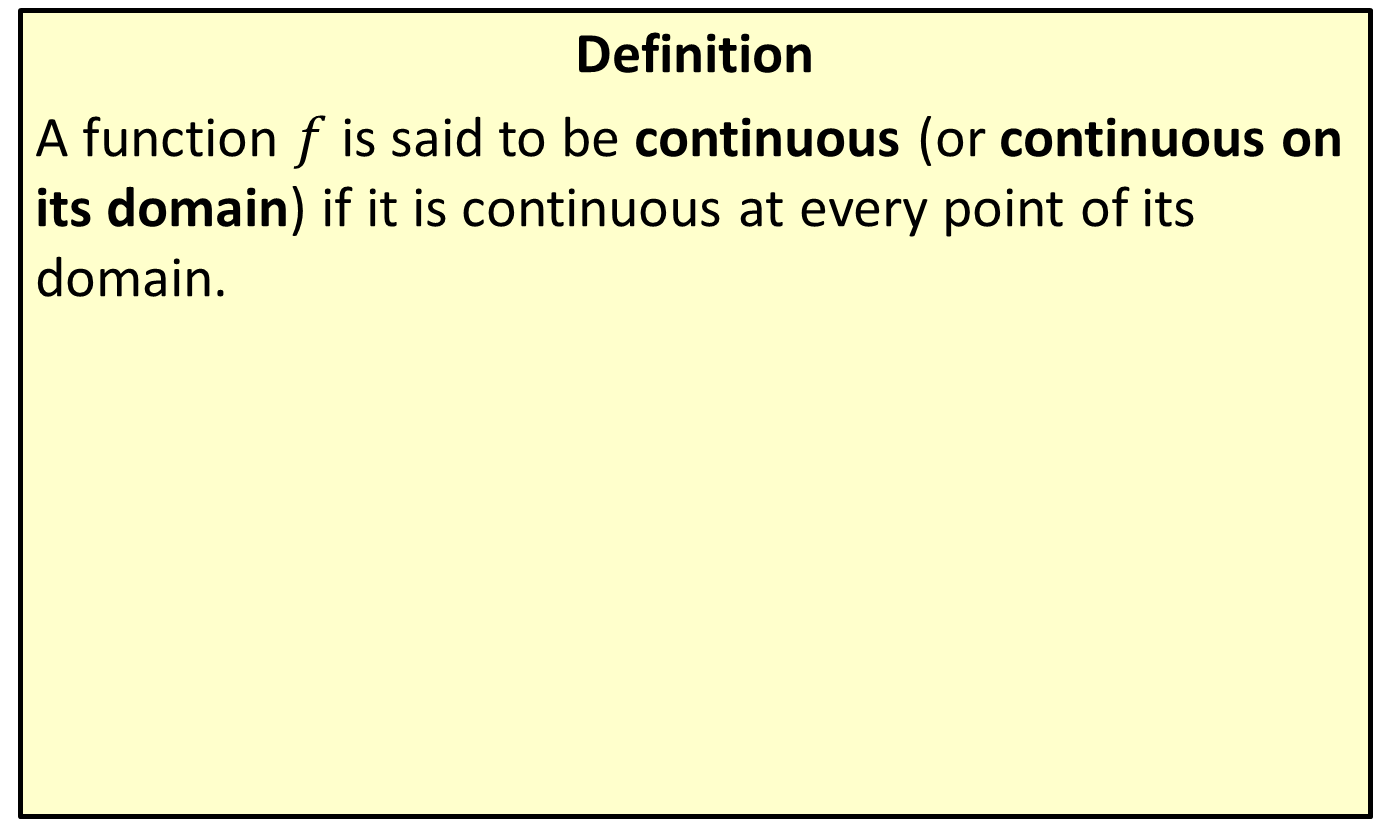 Definition
A function f is said to be continuous (or continuous on
its domain) if it is continuous at every point of its
domain.